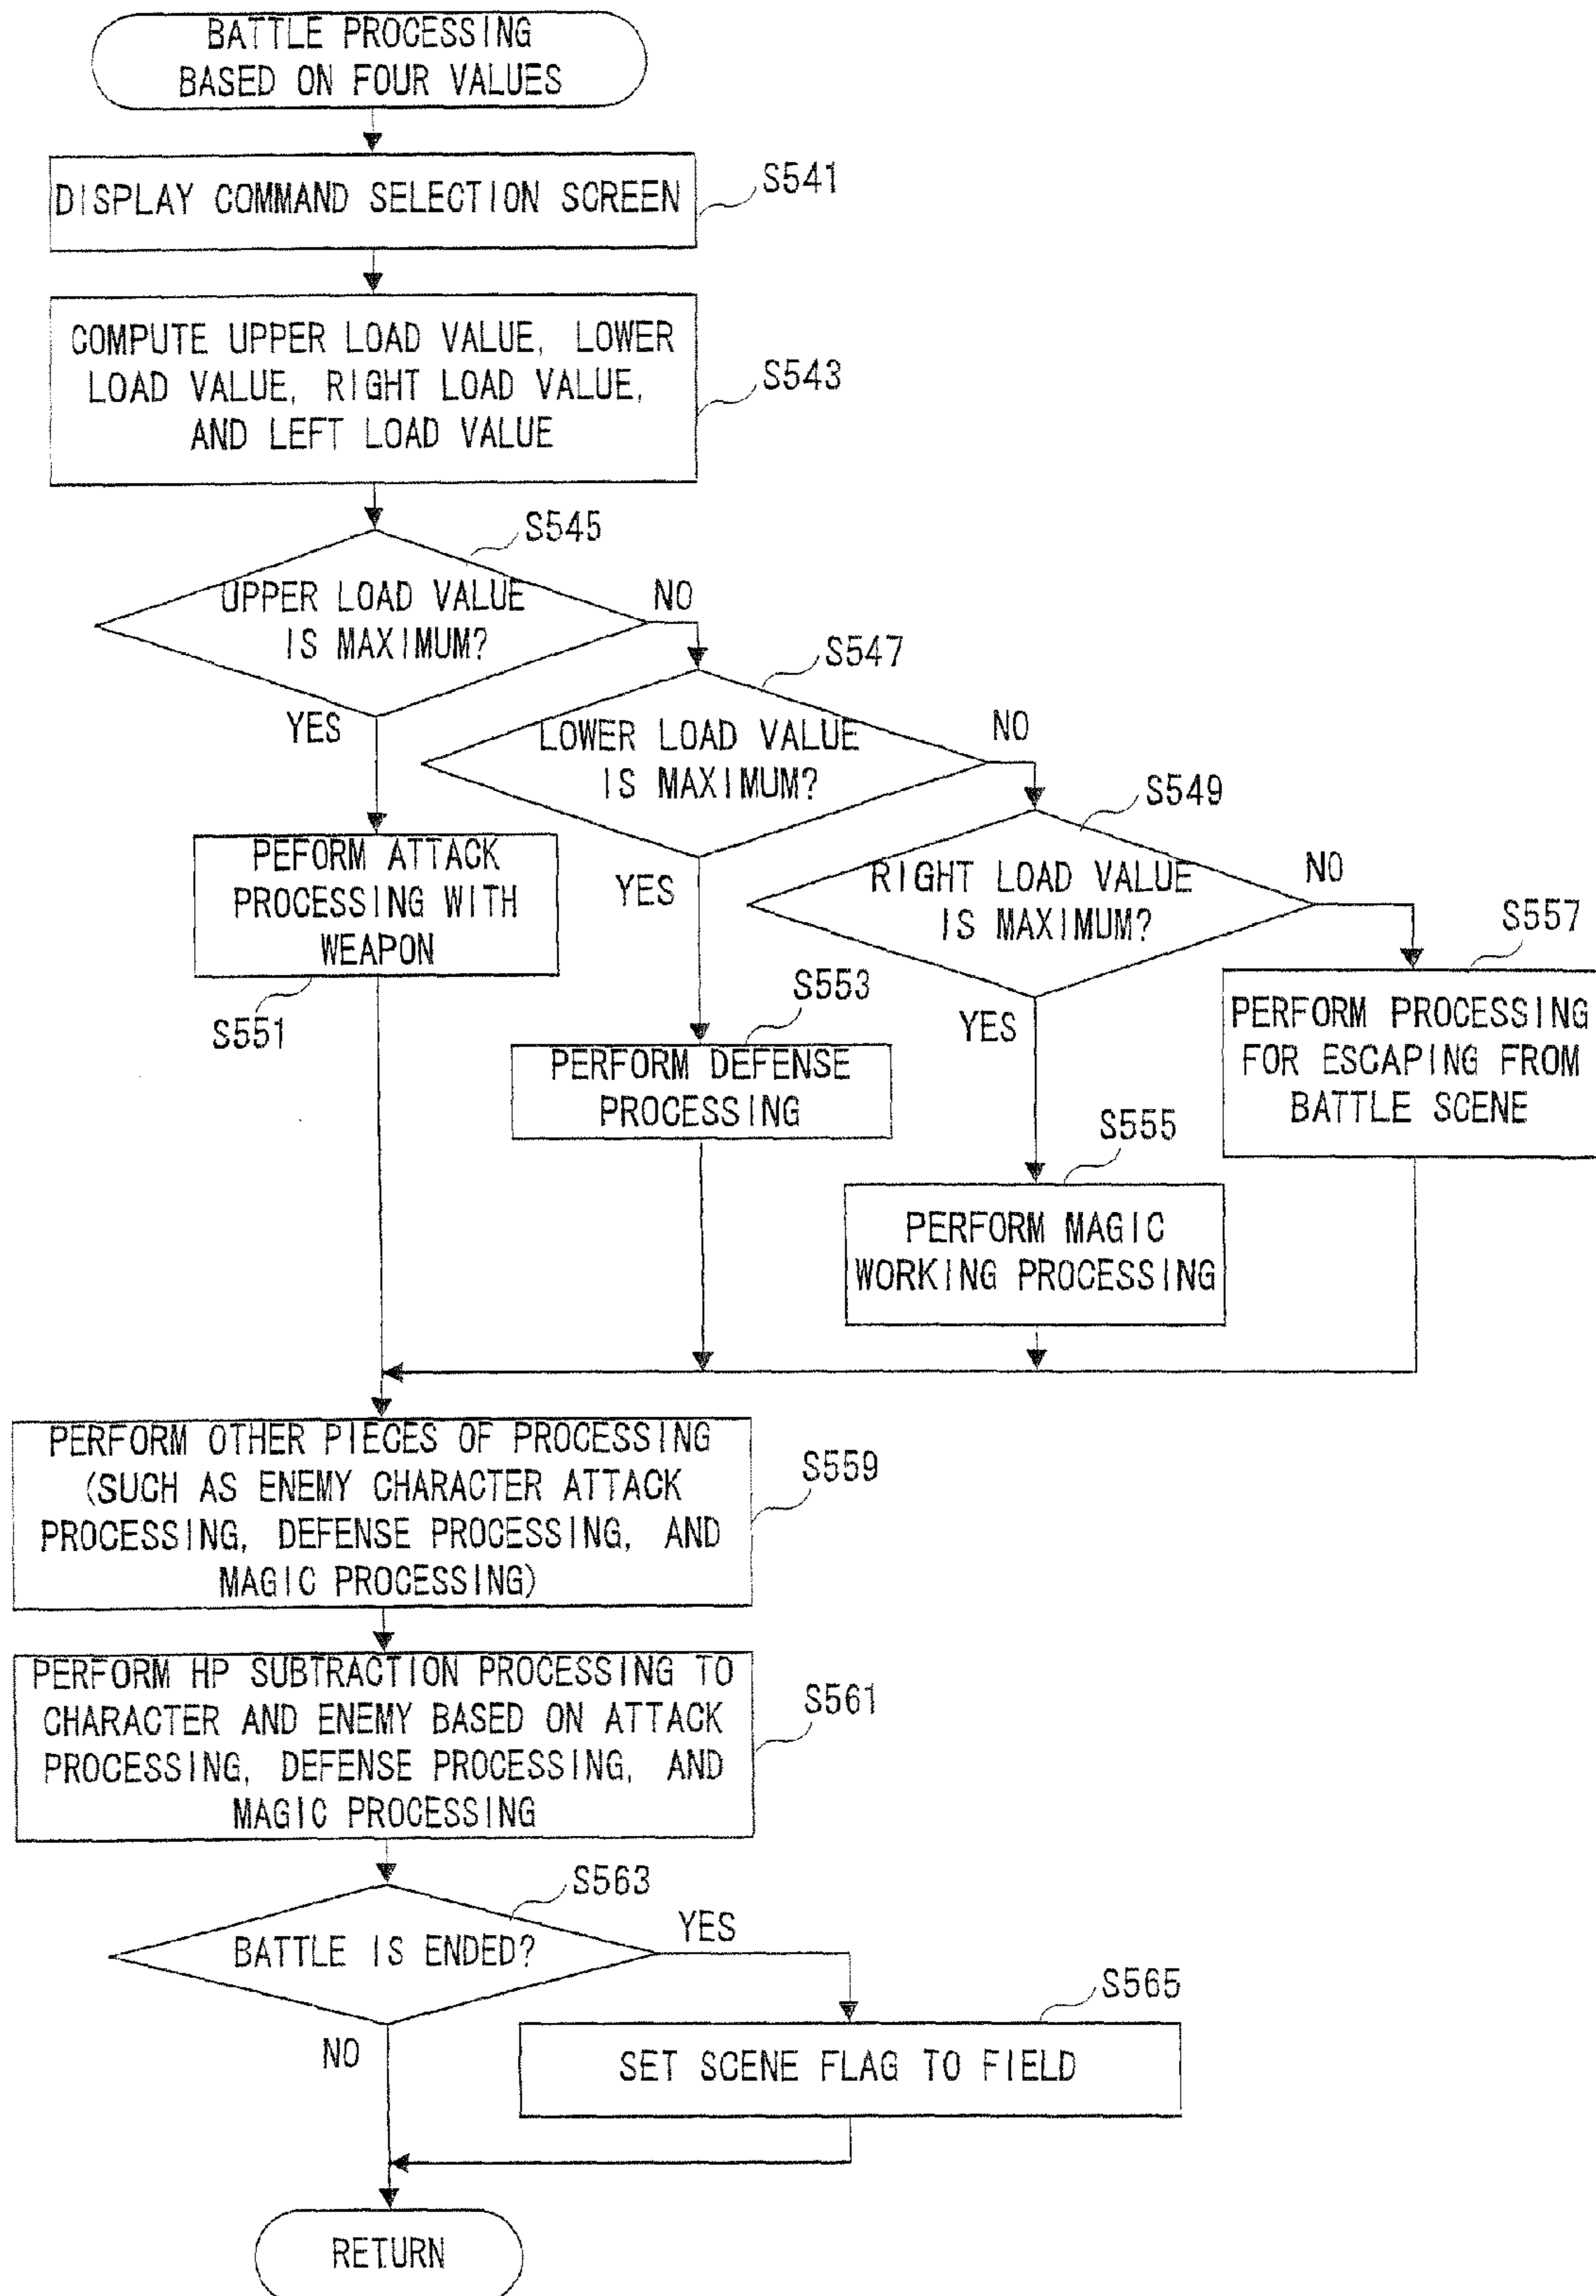 BATTLE PROCESSING
BASED ON FOUR VALUES
DISPLAY COMMAND SELECTION SCREEN
S541
COMPUTE UPPER LOAD VALUE, LOWER
LOAD VALUE, RIGHT LOAD VALUE,
AND LEFT LOAD VALUE
S543
S545
UPPER LOAD VALUE
IS MAXIMUM?
NO
YES
S547
LOWER LOAD VALUE
IS MAXIMUM?
NO
YES
S549
RIGHT LOAD VALUE
IS MAXIMUM?
NO
YES
PEFORM ATTACK
PROCESSING WITH
WEAPON
S551
S553
PERFORM DEFENSE
PROCESSING
S555
PERFORM MAGIC
WORKING PROCESSING
S557
PERFORM PROCESSING
FOR ESCAPING FROM
BATTLE SCENE
PERFORM OTHER PIECES OF PROCESSING
(SUCH AS ENEMY CHARACTER ATTACK
PROCESSING, DEFENSE PROCESSING, AND
MAGIC PROCESSING)
S559
PERFORM HP SUBTRACTION PROCESSING TO
CHARACTER AND ENEMY BASED ON ATTACK
PROCESSING, DEFENSE PROCESSING, AND
MAGIC PROCESSING
S561
S563
BATTLE IS ENDED?
YES
NO
S565
SET SCENE FLAG TO FIELD
RETURN